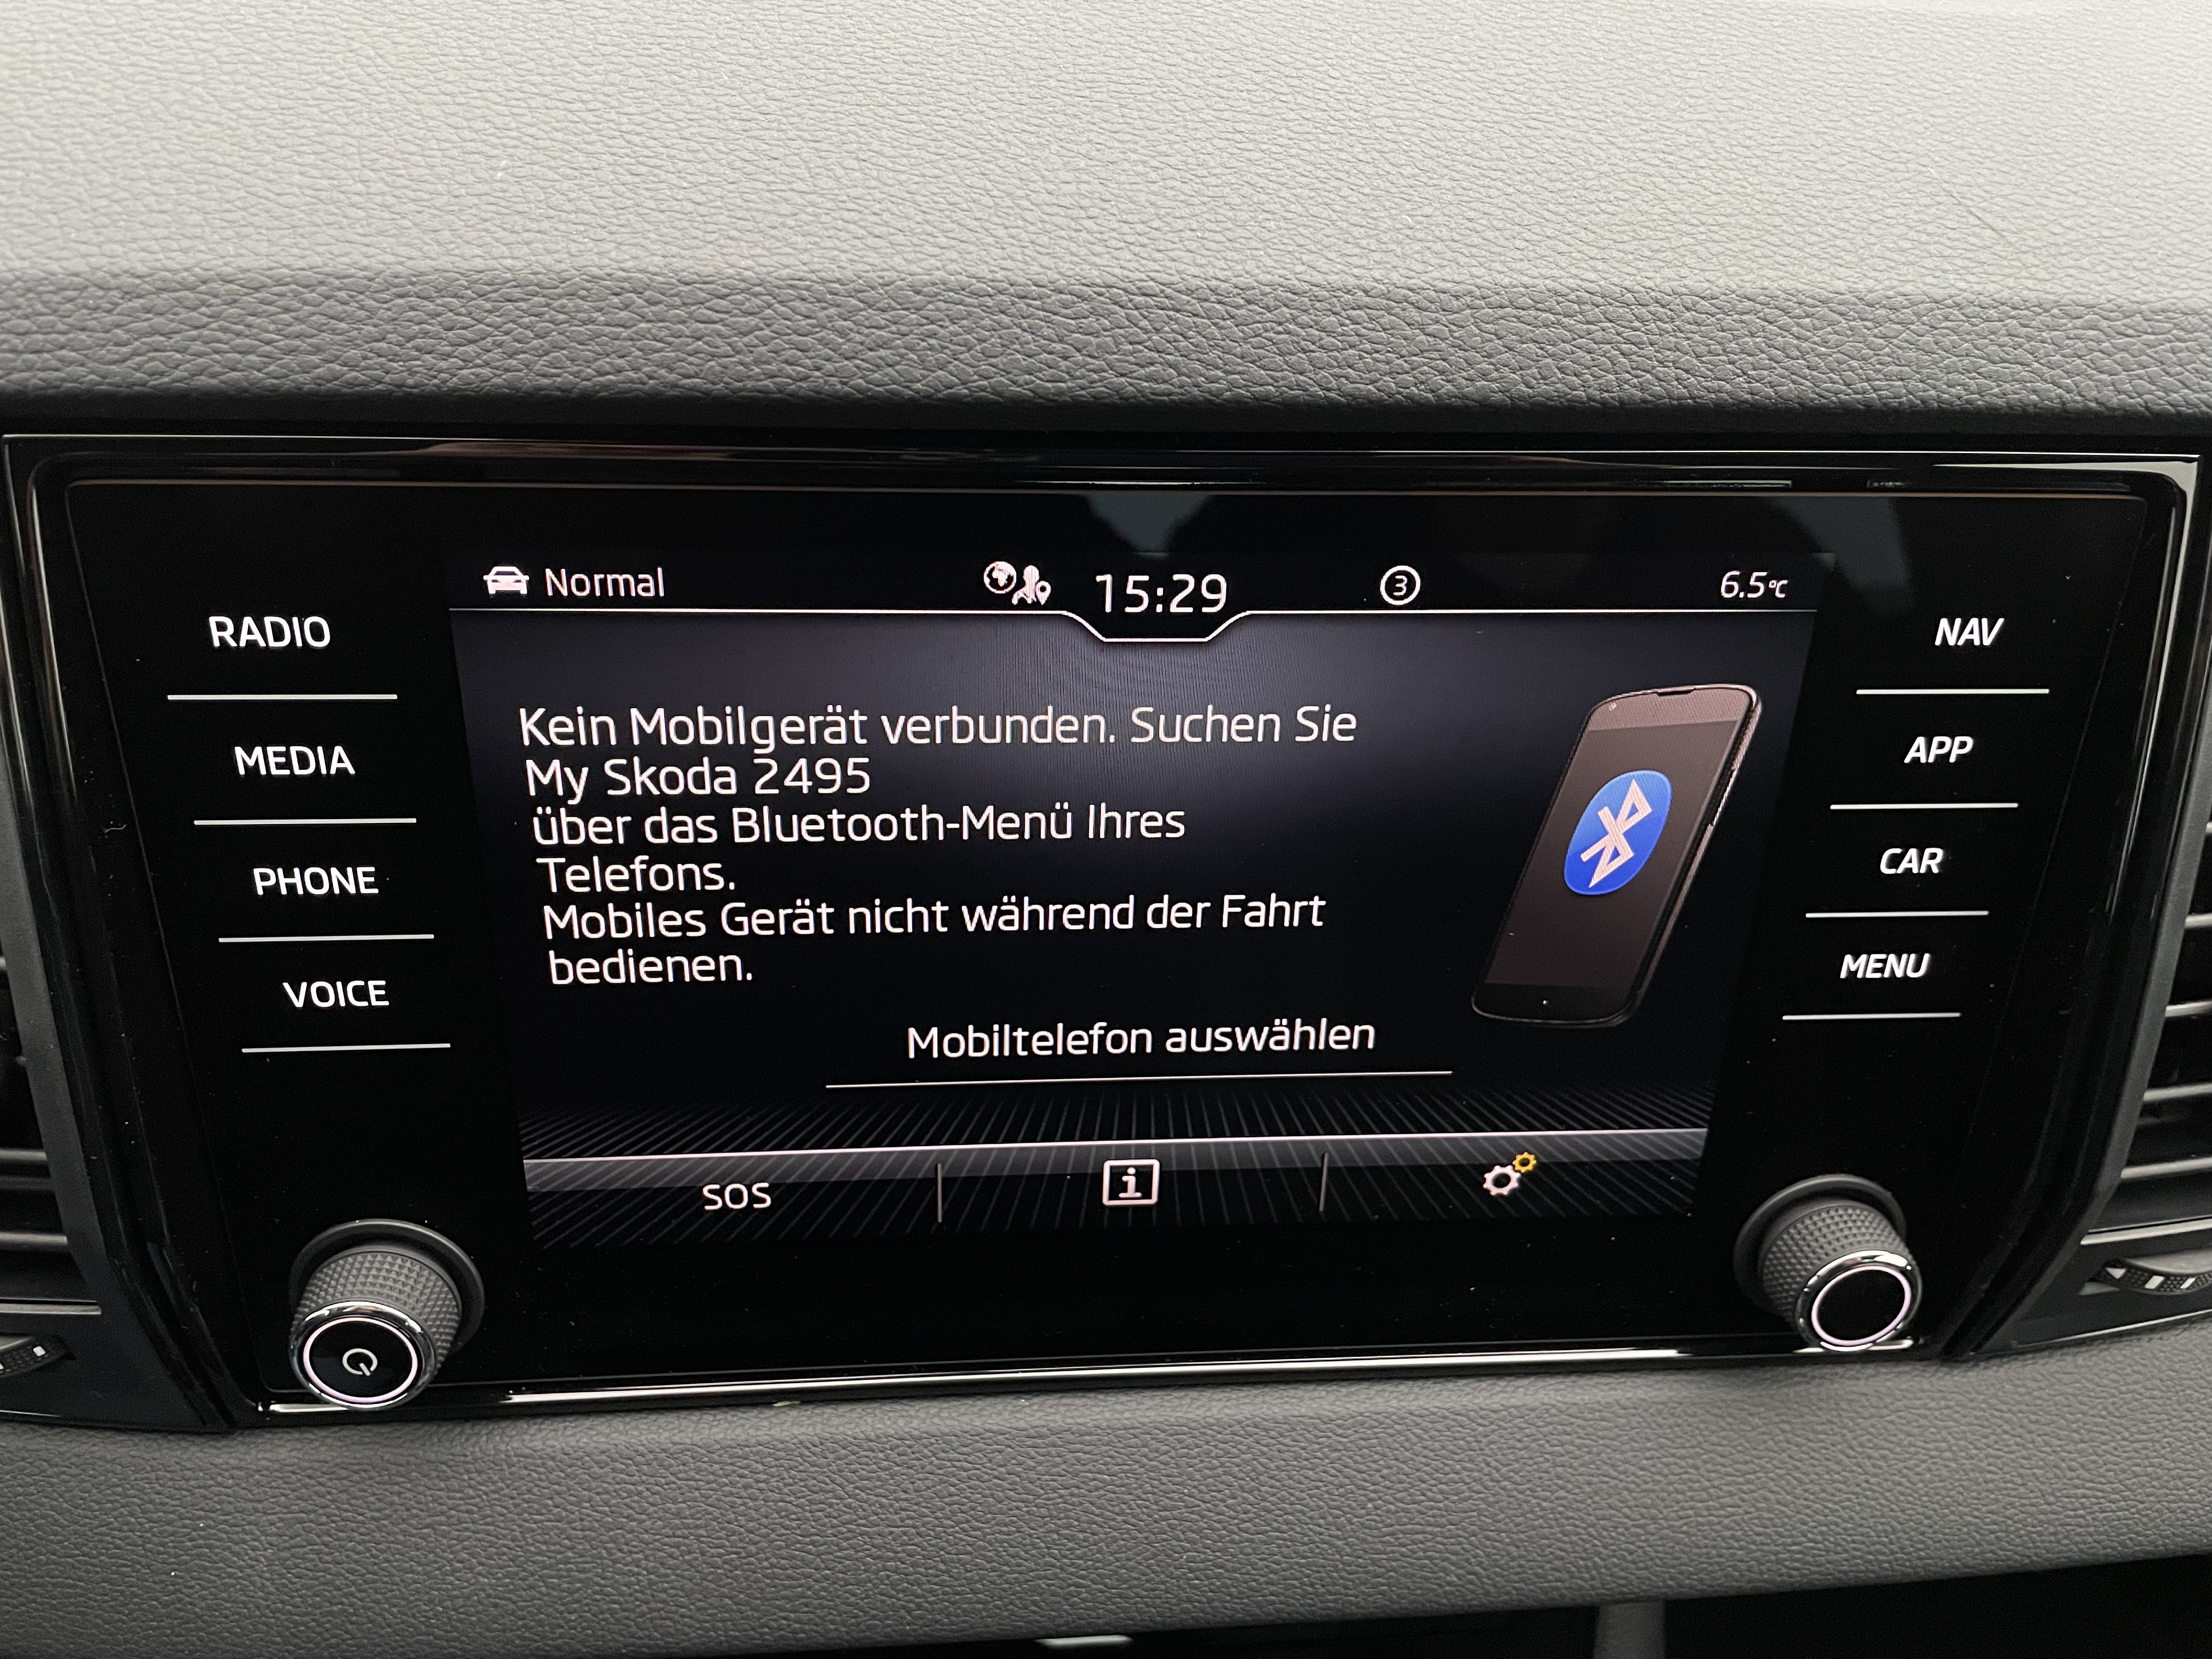 Normal 15:29 3 6.5°C
RADIO
MEDIA
PHONE
VOICE
Kein Mobilgerät verbunden. Suchen Sie
My Skoda 2495
über das Bluetooth-Menü Ihres
Telefons.
Mobiles Gerät nicht während der Fahrt
bedienen.
Mobiltelefon auswählen
SOS
i
NAV
APP
CAR
MENU